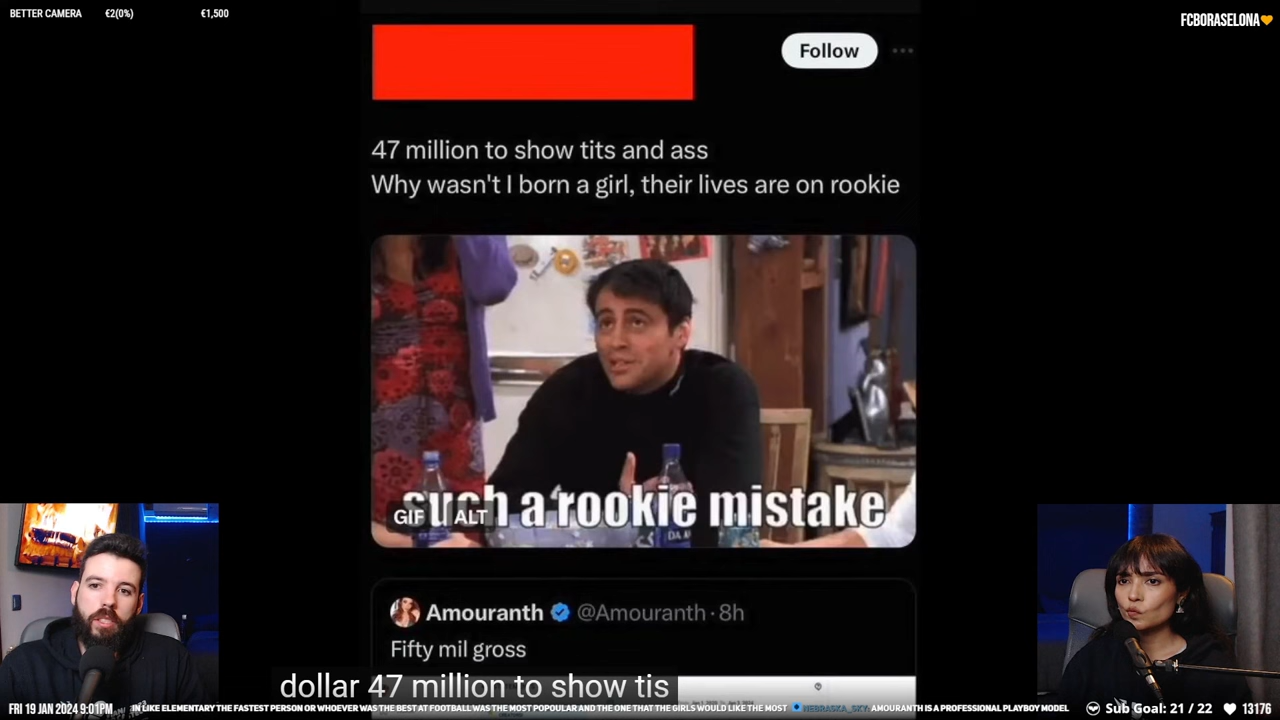 BETTER CAMERA €2(0%) €1,500
FCBORASELONA
Follow
47 million to show tits and ass
Why wasn't I born a girl, their lives are on rookie
such a rookie mistake
GIF ALT
Amouranth @Amouranth · 8h
Fifty mil gross
dollar 47 million to show tis
FRI 19 JAN 2024 9:01PM
IN LIKE ELEMENTARY THE FASTEST PERSON OR WHOEVER WAS THE BEST AT FOOTBALL WAS THE MOST POPOULAR AND THE ONE THAT THE GIRLS WOULD LIKE THE MOST NEBRASKA_SKY: AMOURANTH IS A PROFESSIONAL PLAYBOY MODEL
Sub Goal: 21 / 22 13176